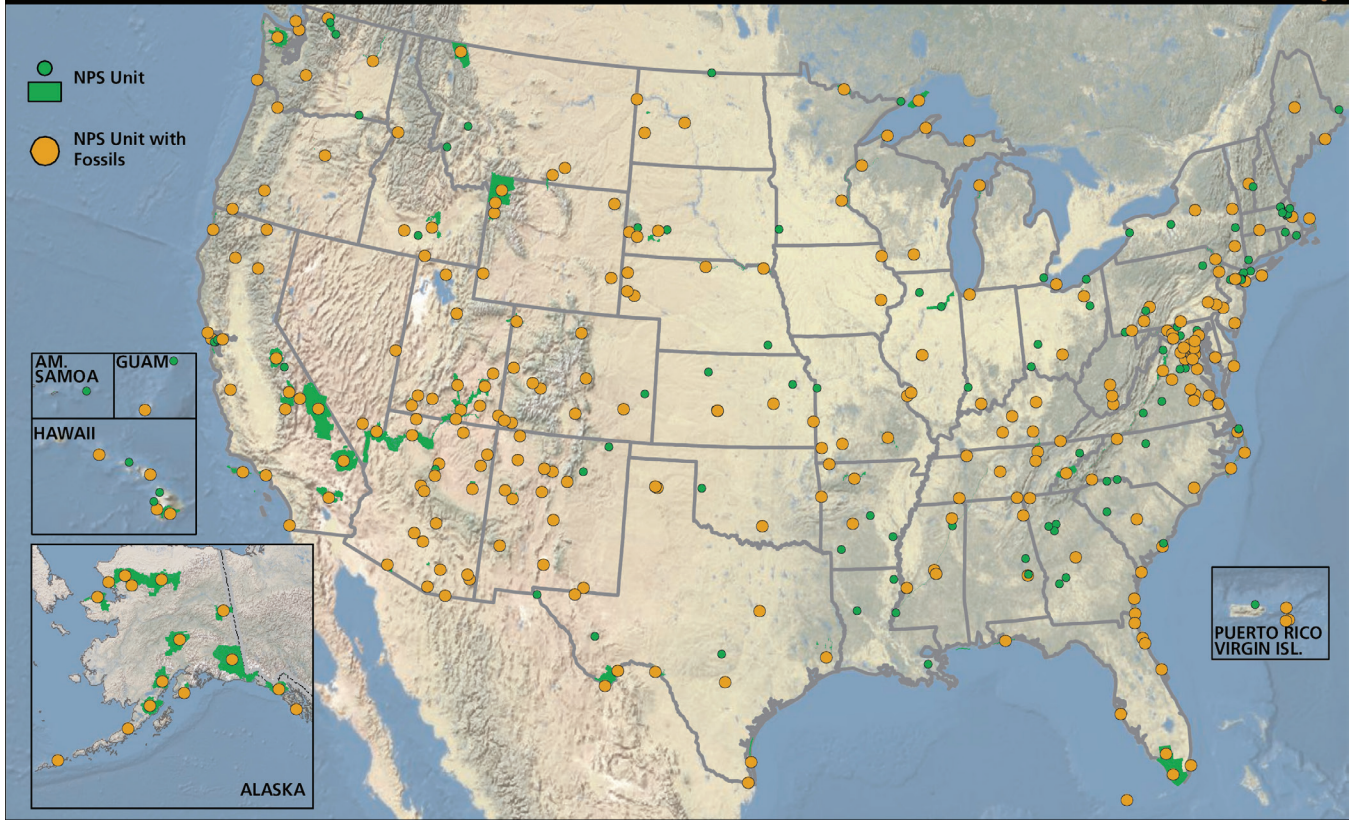 NPS Unit
NPS Unit with
Fossils
AM.
SAMOA
GUAM
HAWAII
ALASKA
PUERTO RICO
VIRGIN ISL.